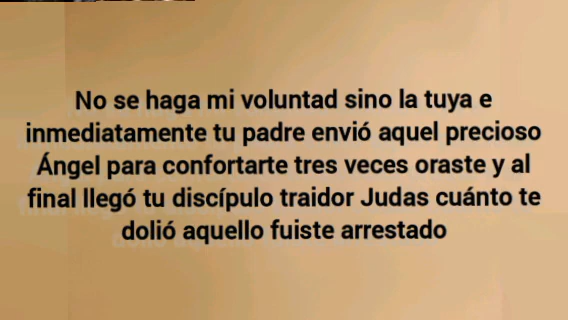 No se haga mi voluntad sino la tuya e
inmediatamente tu padre envió aquel precioso
Ángel para confortarte tres veces oraste y al
final llegó tu discípulo traidor Judas cuánto te
dolió aquello fuiste arrestado